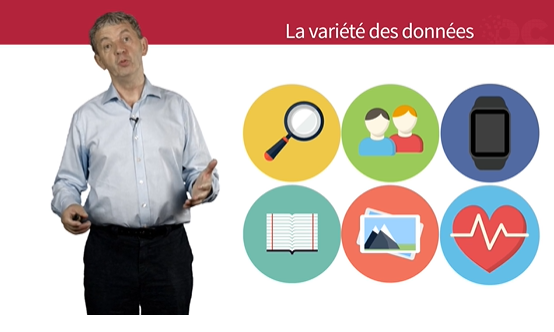 La variété des données